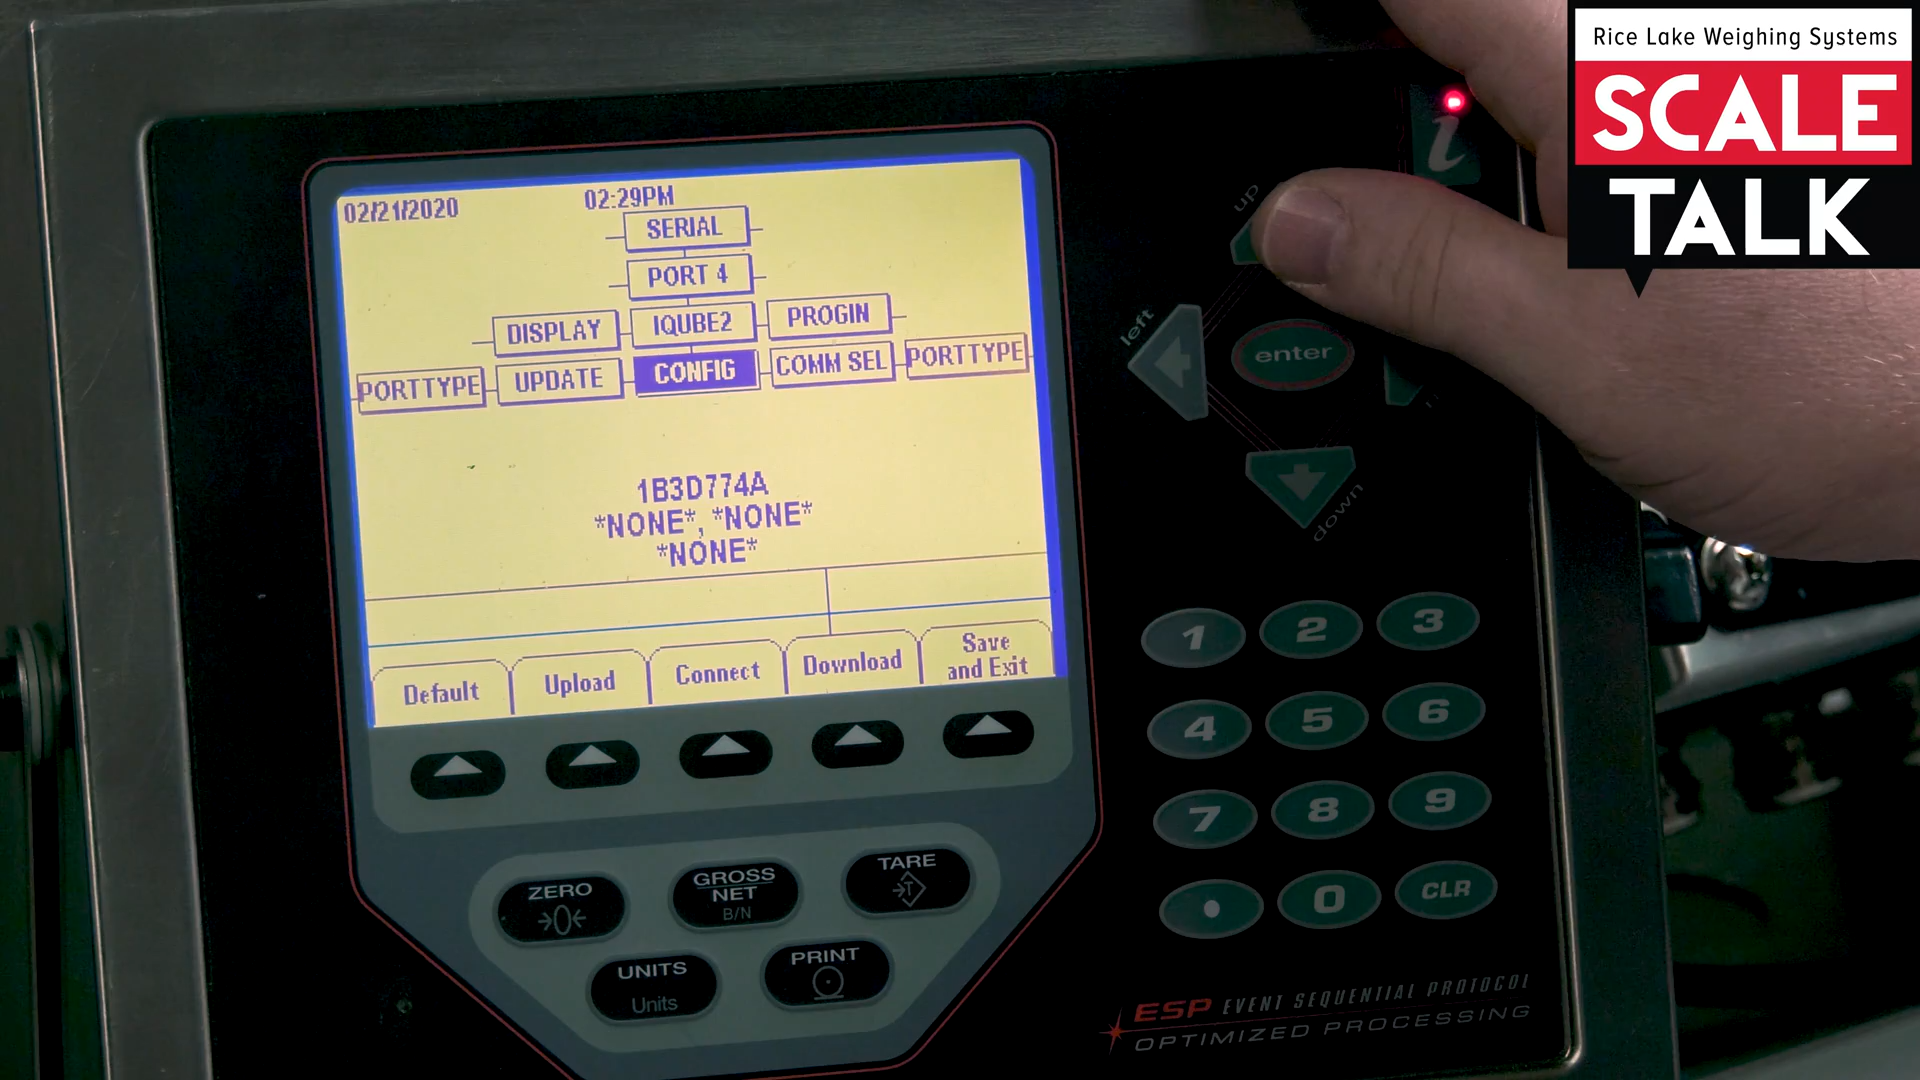 Rice Lake Weighing Systems
SCALE
TALK
02/21/2020 02:29PM
SERIAL
PORT 4
DISPLAY IQUBE2 PROGIN
PORTTYPE UPDATE CONFIG COMM SEL PORTTYPE
1B3D774A
*NONE*, *NONE*
*NONE*
Default Upload Connect Download Save and Exit
ZERO
0
GROSS
NET
B/N
TARE
T
UNITS
Units
PRINT
i
up
left
enter
down
1 2 3
4 5 6
7 8 9
. 0 CLR
ESP EVENT SEQUENTIAL PROTOCOL
OPTIMIZED PROCESSING